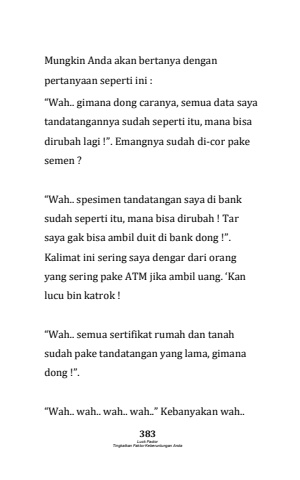 Mungkin Anda akan bertanya dengan
pertanyaan seperti ini :
“Wah.. gimana dong caranya, semua data saya
tandatangannya sudah seperti itu, mana bisa
dirubah lagi !”. Emangnya sudah di-cor pake
semen ?
“Wah.. spesimen tandatangan saya di bank
sudah seperti itu, mana bisa dirubah ! Tar
saya gak bisa ambil duit di bank dong !”.
Kalimat ini sering saya dengar dari orang
yang sering pake ATM jika ambil uang. ‘Kan
lucu bin katrok !
“Wah.. semua sertifikat rumah dan tanah
sudah pake tandatangan yang lama, gimana
dong !”.
“Wah.. wah.. wah.. wah..” Kebanyakan wah..
383
Luck Factor
Tingkatkan Faktor Keberuntungan Anda